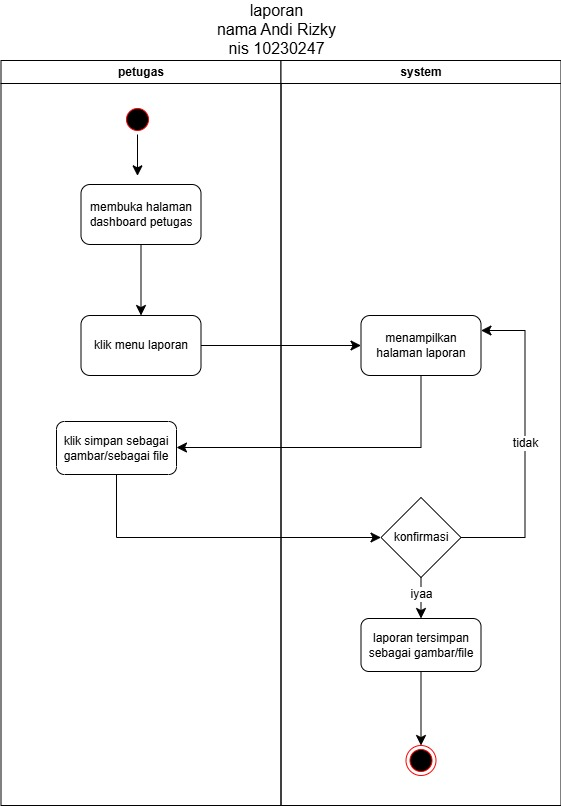 laporan
nama Andi Rizky
nis 10230247
petugas
system
membuka halaman
dashboard petugas
klik menu laporan
menampilkan
halaman laporan
klik simpan sebagai
gambar/sebagai file
tidak
konfirmasi
iyaa
laporan tersimpan
sebagai gambar/file